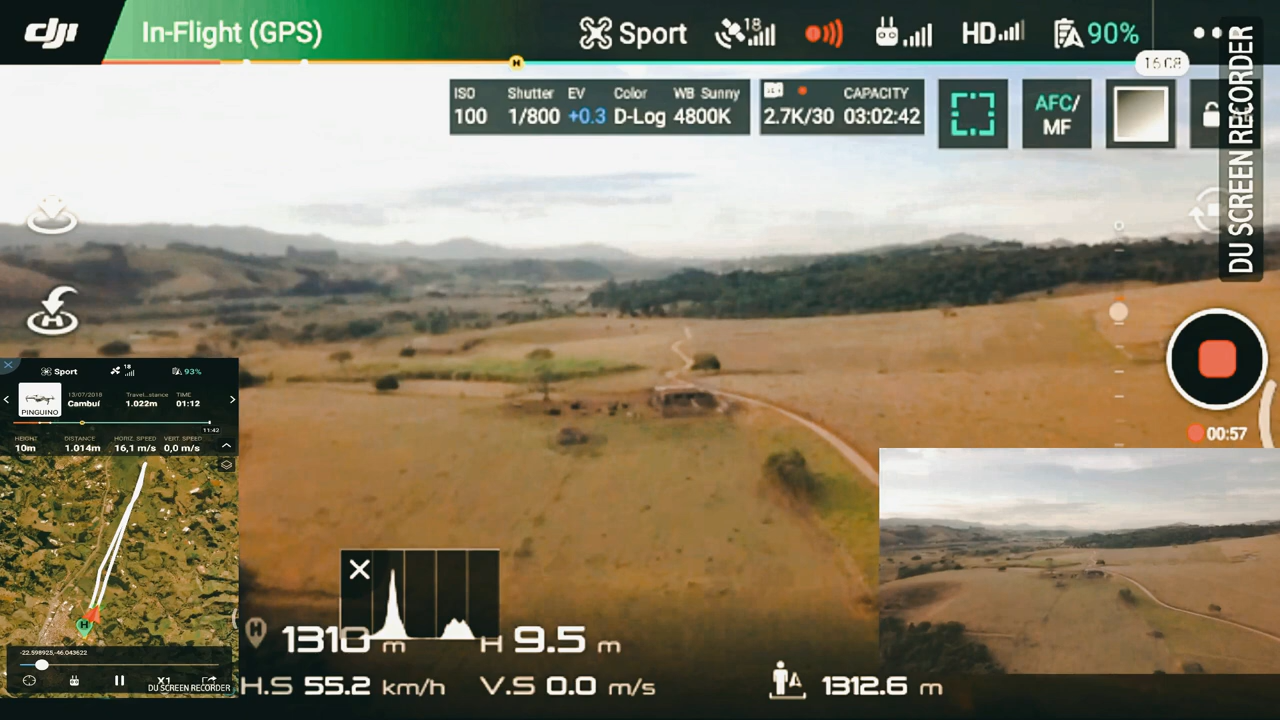 dji In-Flight (GPS) Sport 18 HD 90%
H 16:08
ISO Shutter EV Color WB Sunny CAPACITY
100 1/800 +0.3 D-Log 4800K 2.7K/30 03:02:42
AFC/
MF
DU SCREEN RECORDER
H
00:57
Sport 18 93%
13/07/2018 TIME
PINGUINO Cambuí 1.022m 01:12
11:42
HEIGHT DISTANCE HORIZ. SPEED VERT. SPEED
10m 1.014m 16,1 m/s 0,0 m/s
H
-22.598925,-46.043622
X1
DU SCREEN RECORDER
H 1310 m H 9.5 m
H.S 55.2 km/h V.S 0.0 m/s A 1312.6 m